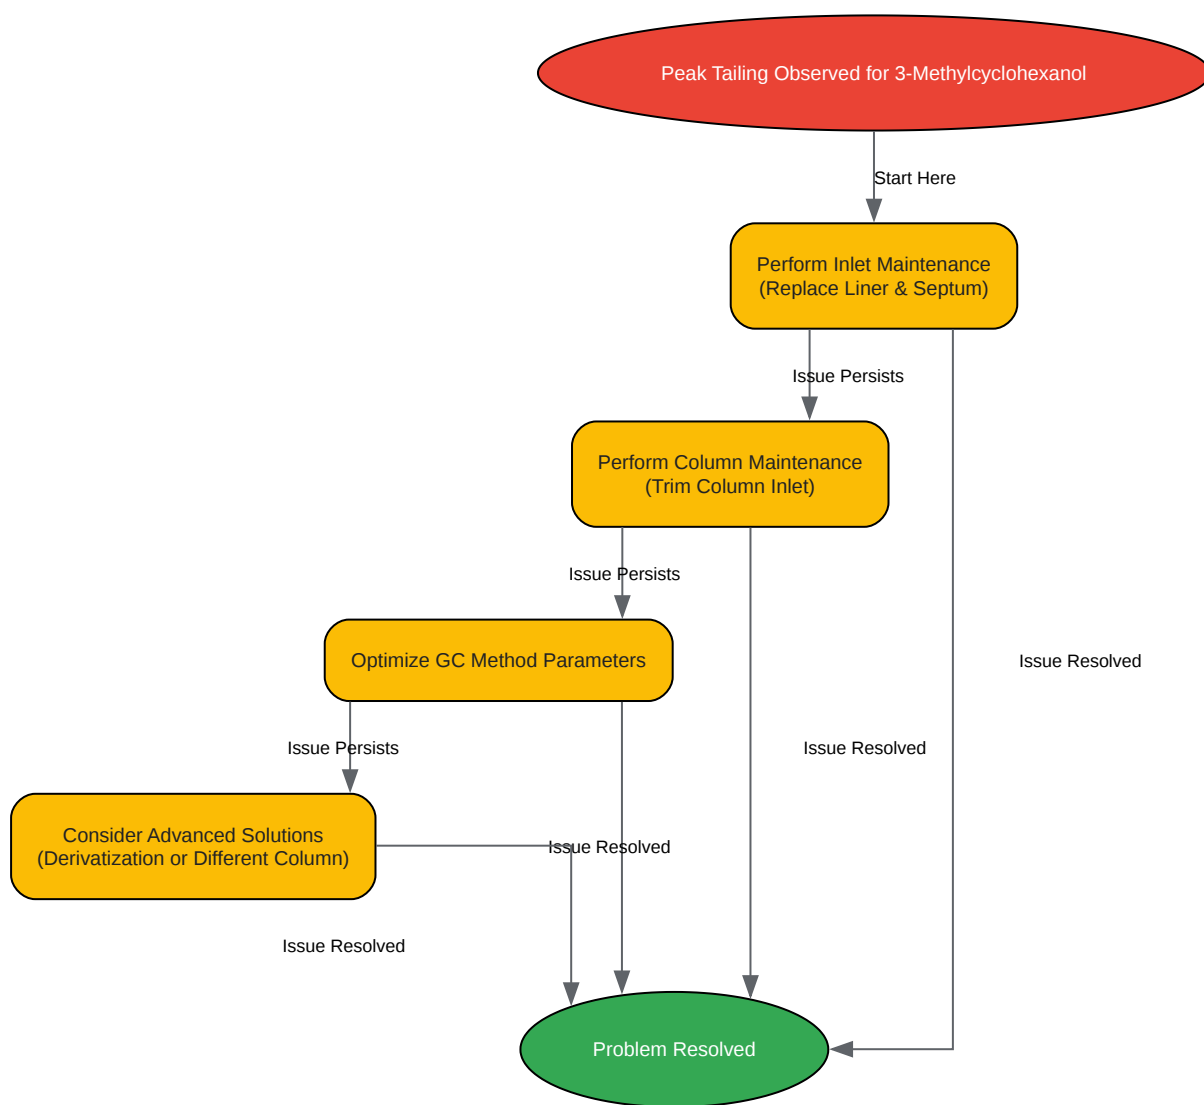 Peak Tailing Observed for 3-Methylcyclohexanol
Start Here
Perform Inlet Maintenance
(Replace Liner & Septum)
Issue Persists
Perform Column Maintenance
(Trim Column Inlet)
Issue Persists
Optimize GC Method Parameters
Issue Resolved
Issue Persists
Issue Resolved
Consider Advanced Solutions
(Derivatization or Different Column)
Issue Resolved
Issue Resolved
Problem Resolved